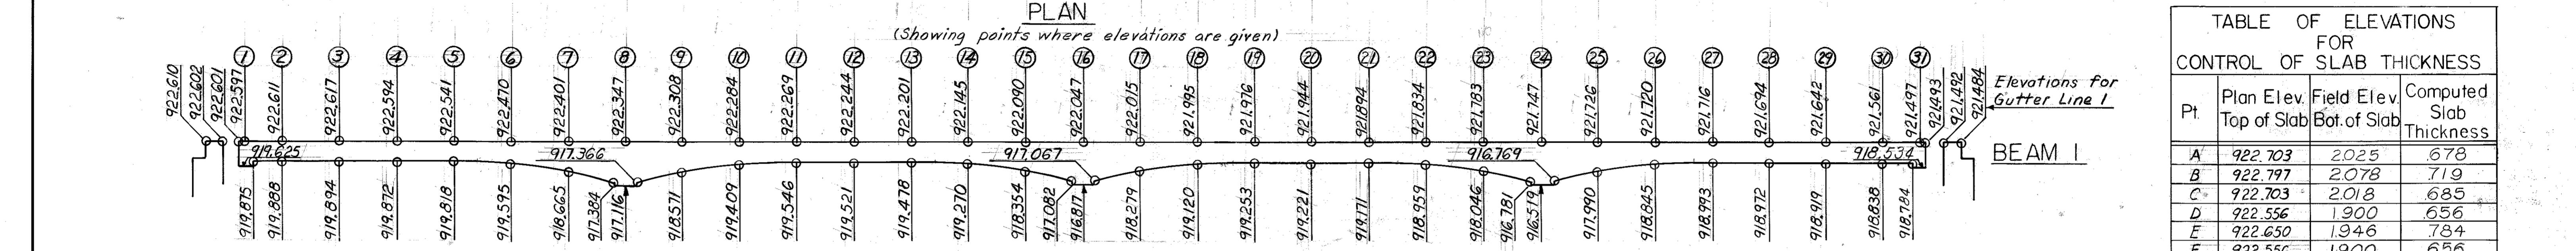 PLAN
(Showing points where elevations are given)
1 2 3 4 5 6 7 8 9 10 11 12 13 14 15 16 17 18 19 20 21 22 23 24 25 26 27 28 29 30 31
922.610 922.602 922.601 922.597 922.611 922.617 922.594 922.541 922.470 922.401 922.347 922.308 922.284 922.269 922.244 922.201 922.145 922.090 922.047 922.015 921.995 921.976 921.944 921.894 921.834 921.783 921.747 921.726 921.720 921.716 921.694 921.642 921.561 921.497 921.493 921.492 921.484
Elevations for
Gutter Line 1
919.625 917.366 917.067 916.769 918.534
BEAM 1
919.875 919.888 919.894 919.872 919.818 919.595 918.665 917.384 917.116 918.571 919.409 919.546 919.521 919.478 919.270 918.354 917.082 916.817 918.279 919.120 919.253 919.221 919.171 918.959 918.046 916.781 916.519 917.990 918.845 918.993 918.972 918.919 918.838 918.784
TABLE OF ELEVATIONS
FOR
CONTROL OF SLAB THICKNESS
Pt. Plan Elev. Top of Slab Field Elev. Bot. of Slab Computed Slab Thickness
A 922.703 2.025 .678
B 922.797 2.078 .719
C 922.703 2.018 .685
D 922.556 1.900 .656
E 922.650 1.946 .784
F 922.556 1.900 .656